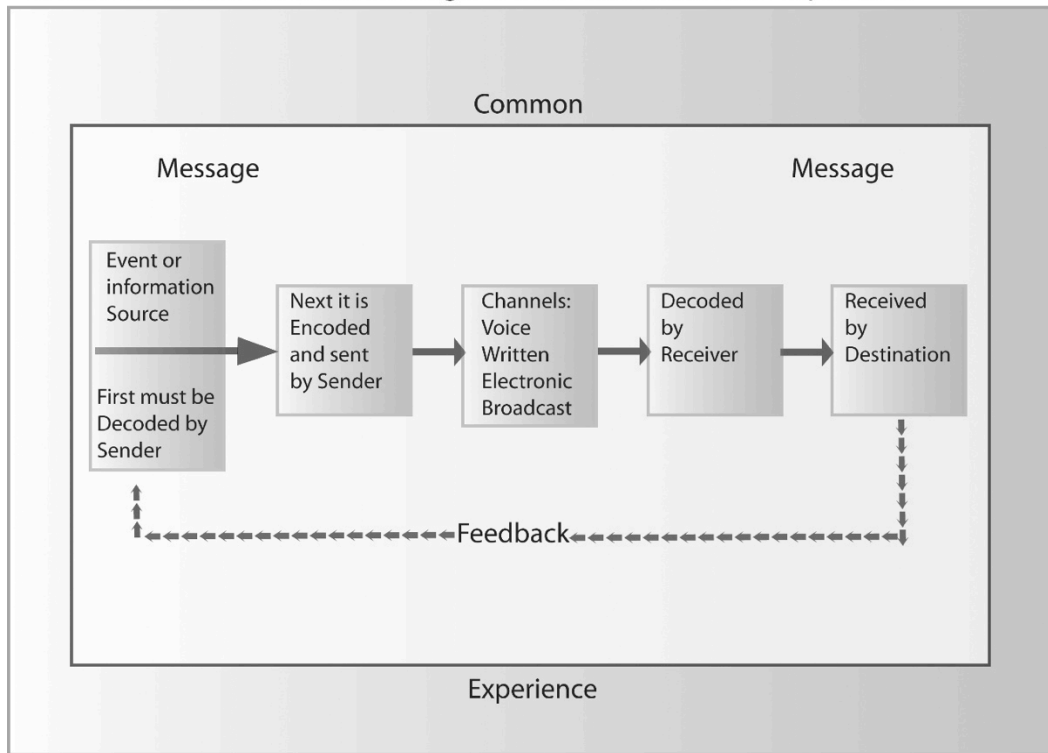 Common
Message
Message
Event or
information
Source
First must be
Decoded by
Sender
Next it is
Encoded
and sent
by Sender
Channels:
Voice
Written
Electronic
Broadcast
Decoded
by
Receiver
Received
by
Destination
Feedback
Experience